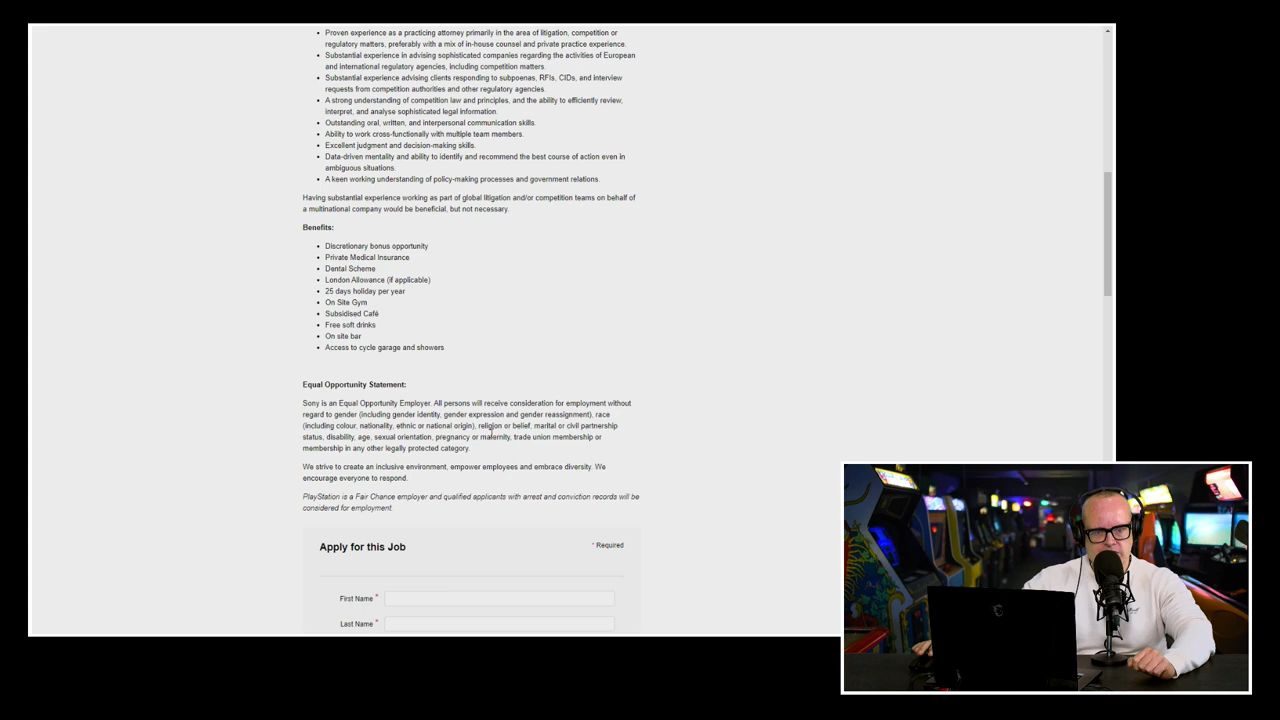 Proven experience as a practicing attorney primarily in the area of litigation, competition or
regulatory matters, preferably with a mix of in-house counsel and private practice experience.
Substantial experience in advising sophisticated companies regarding the activities of European
and international regulatory agencies, including competition matters.
Substantial experience advising clients responding to subpoenas, RFIs, CIDs, and interview
requests from competition authorities and other regulatory agencies.
A strong understanding of competition law and principles, and the ability to efficiently review,
interpret, and analyse sophisticated legal information.
Outstanding oral, written, and interpersonal communication skills.
Ability to work cross-functionally with multiple team members.
Excellent judgment and decision-making skills.
Data-driven mentality and ability to identify and recommend the best course of action even in
ambiguous situations.
A keen working understanding of policy-making processes and government relations.
Having substantial experience working as part of global litigation and/or competition teams on behalf of
a multinational company would be beneficial, but not necessary.
Benefits:
Discretionary bonus opportunity
Private Medical Insurance
Dental Scheme
London Allowance (if applicable)
25 days holiday per year
On Site Gym
Subsidised Café
Free soft drinks
On site bar
Access to cycle garage and showers
Equal Opportunity Statement:
Sony is an Equal Opportunity Employer. All persons will receive consideration for employment without
regard to gender (including gender identity, gender expression and gender reassignment), race
(including colour, nationality, ethnic or national origin), religion or belief, marital or civil partnership
status, disability, age, sexual orientation, pregnancy or maternity, trade union membership or
membership in any other legally protected category.
We strive to create an inclusive environment, empower employees and embrace diversity. We
encourage everyone to respond.
PlayStation is a Fair Chance employer and qualified applicants with arrest and conviction records will be
considered for employment.
Apply for this Job
* Required
First Name *
Last Name *